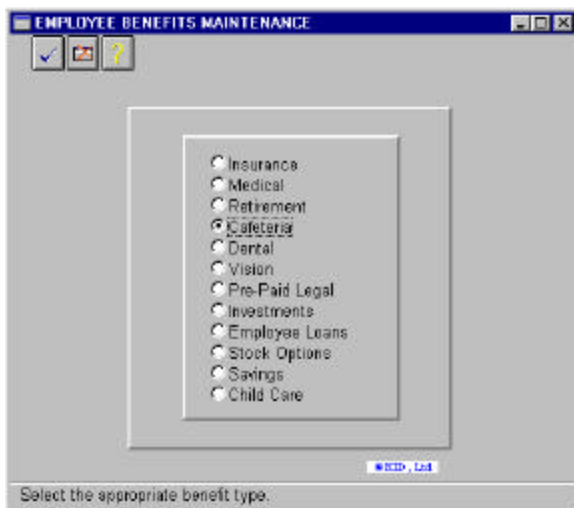 EMPLOYEE BENEFITS MAINTENANCE
?
Insurance
Medical
Retirement
Cafeteria
Dental
Vision
Pre-Paid Legal
Investments
Employee Loans
Stock Options
Savings
Child Care
, Ltd
Select the appropriate benefit type.